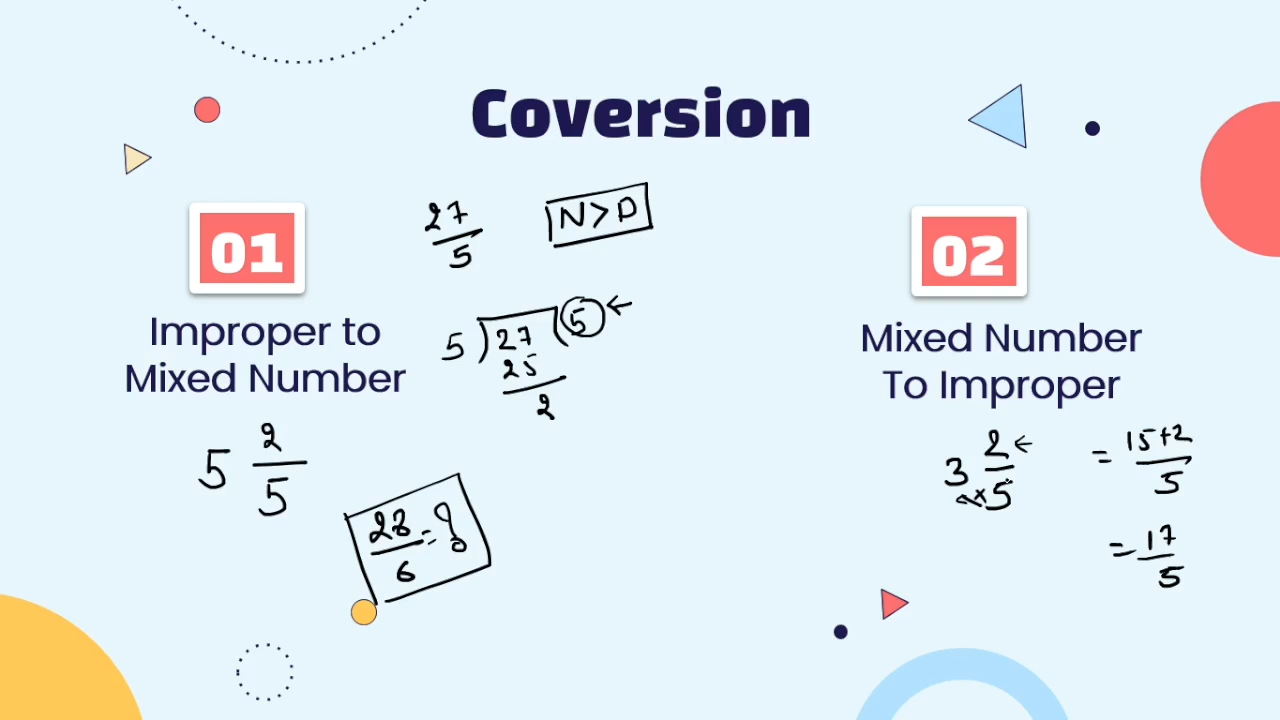 Coversion
01
Improper to
Mixed Number
27
5
N>D
5 ) 27 ( 5 ←
25
2
5 2
5
6
02
Mixed Number
To Improper
3 2 ←
× 5
= 15+2
5
= 17
5